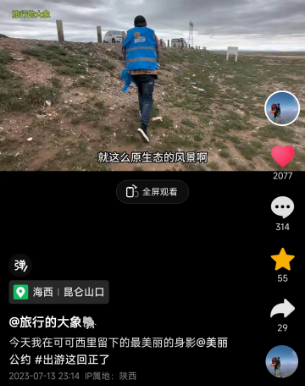 旅行的大象
就这么原生态的风景啊
全屏观看
2077
314
弹
海西 | 昆仑山口
55
@旅行的大象🐘
今天我在可可西里留下的最美丽的身影@美丽
公约 #出游这回正了
29
2023-07-13 23:14 IP属地：陕西